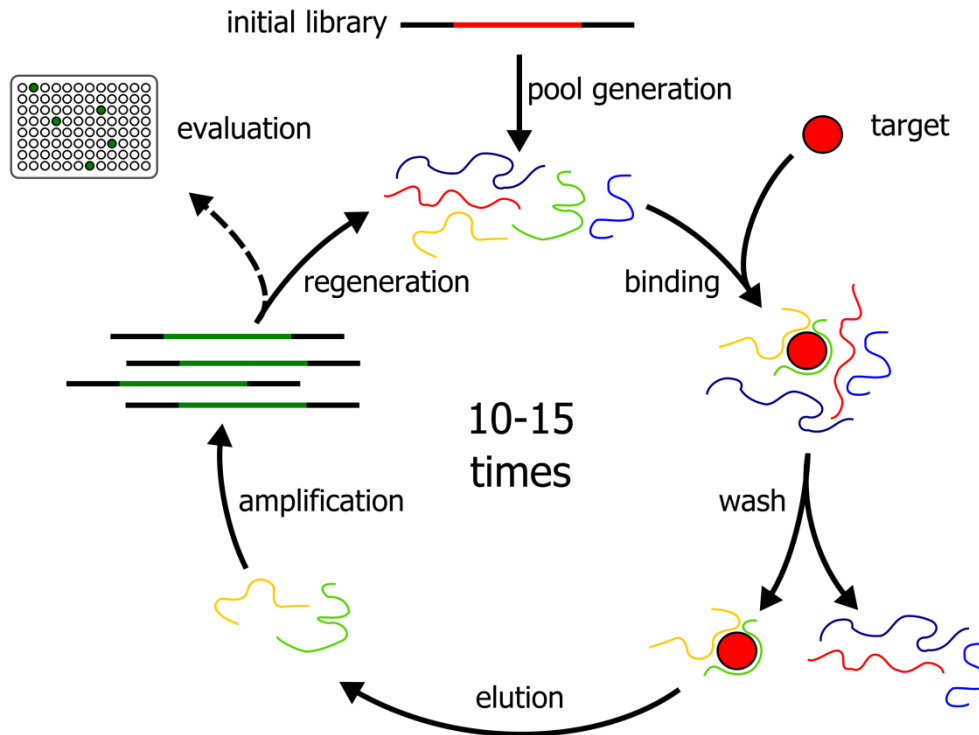 initial library
pool generation
evaluation
target
regeneration
binding
10-15
times
amplification
wash
elution